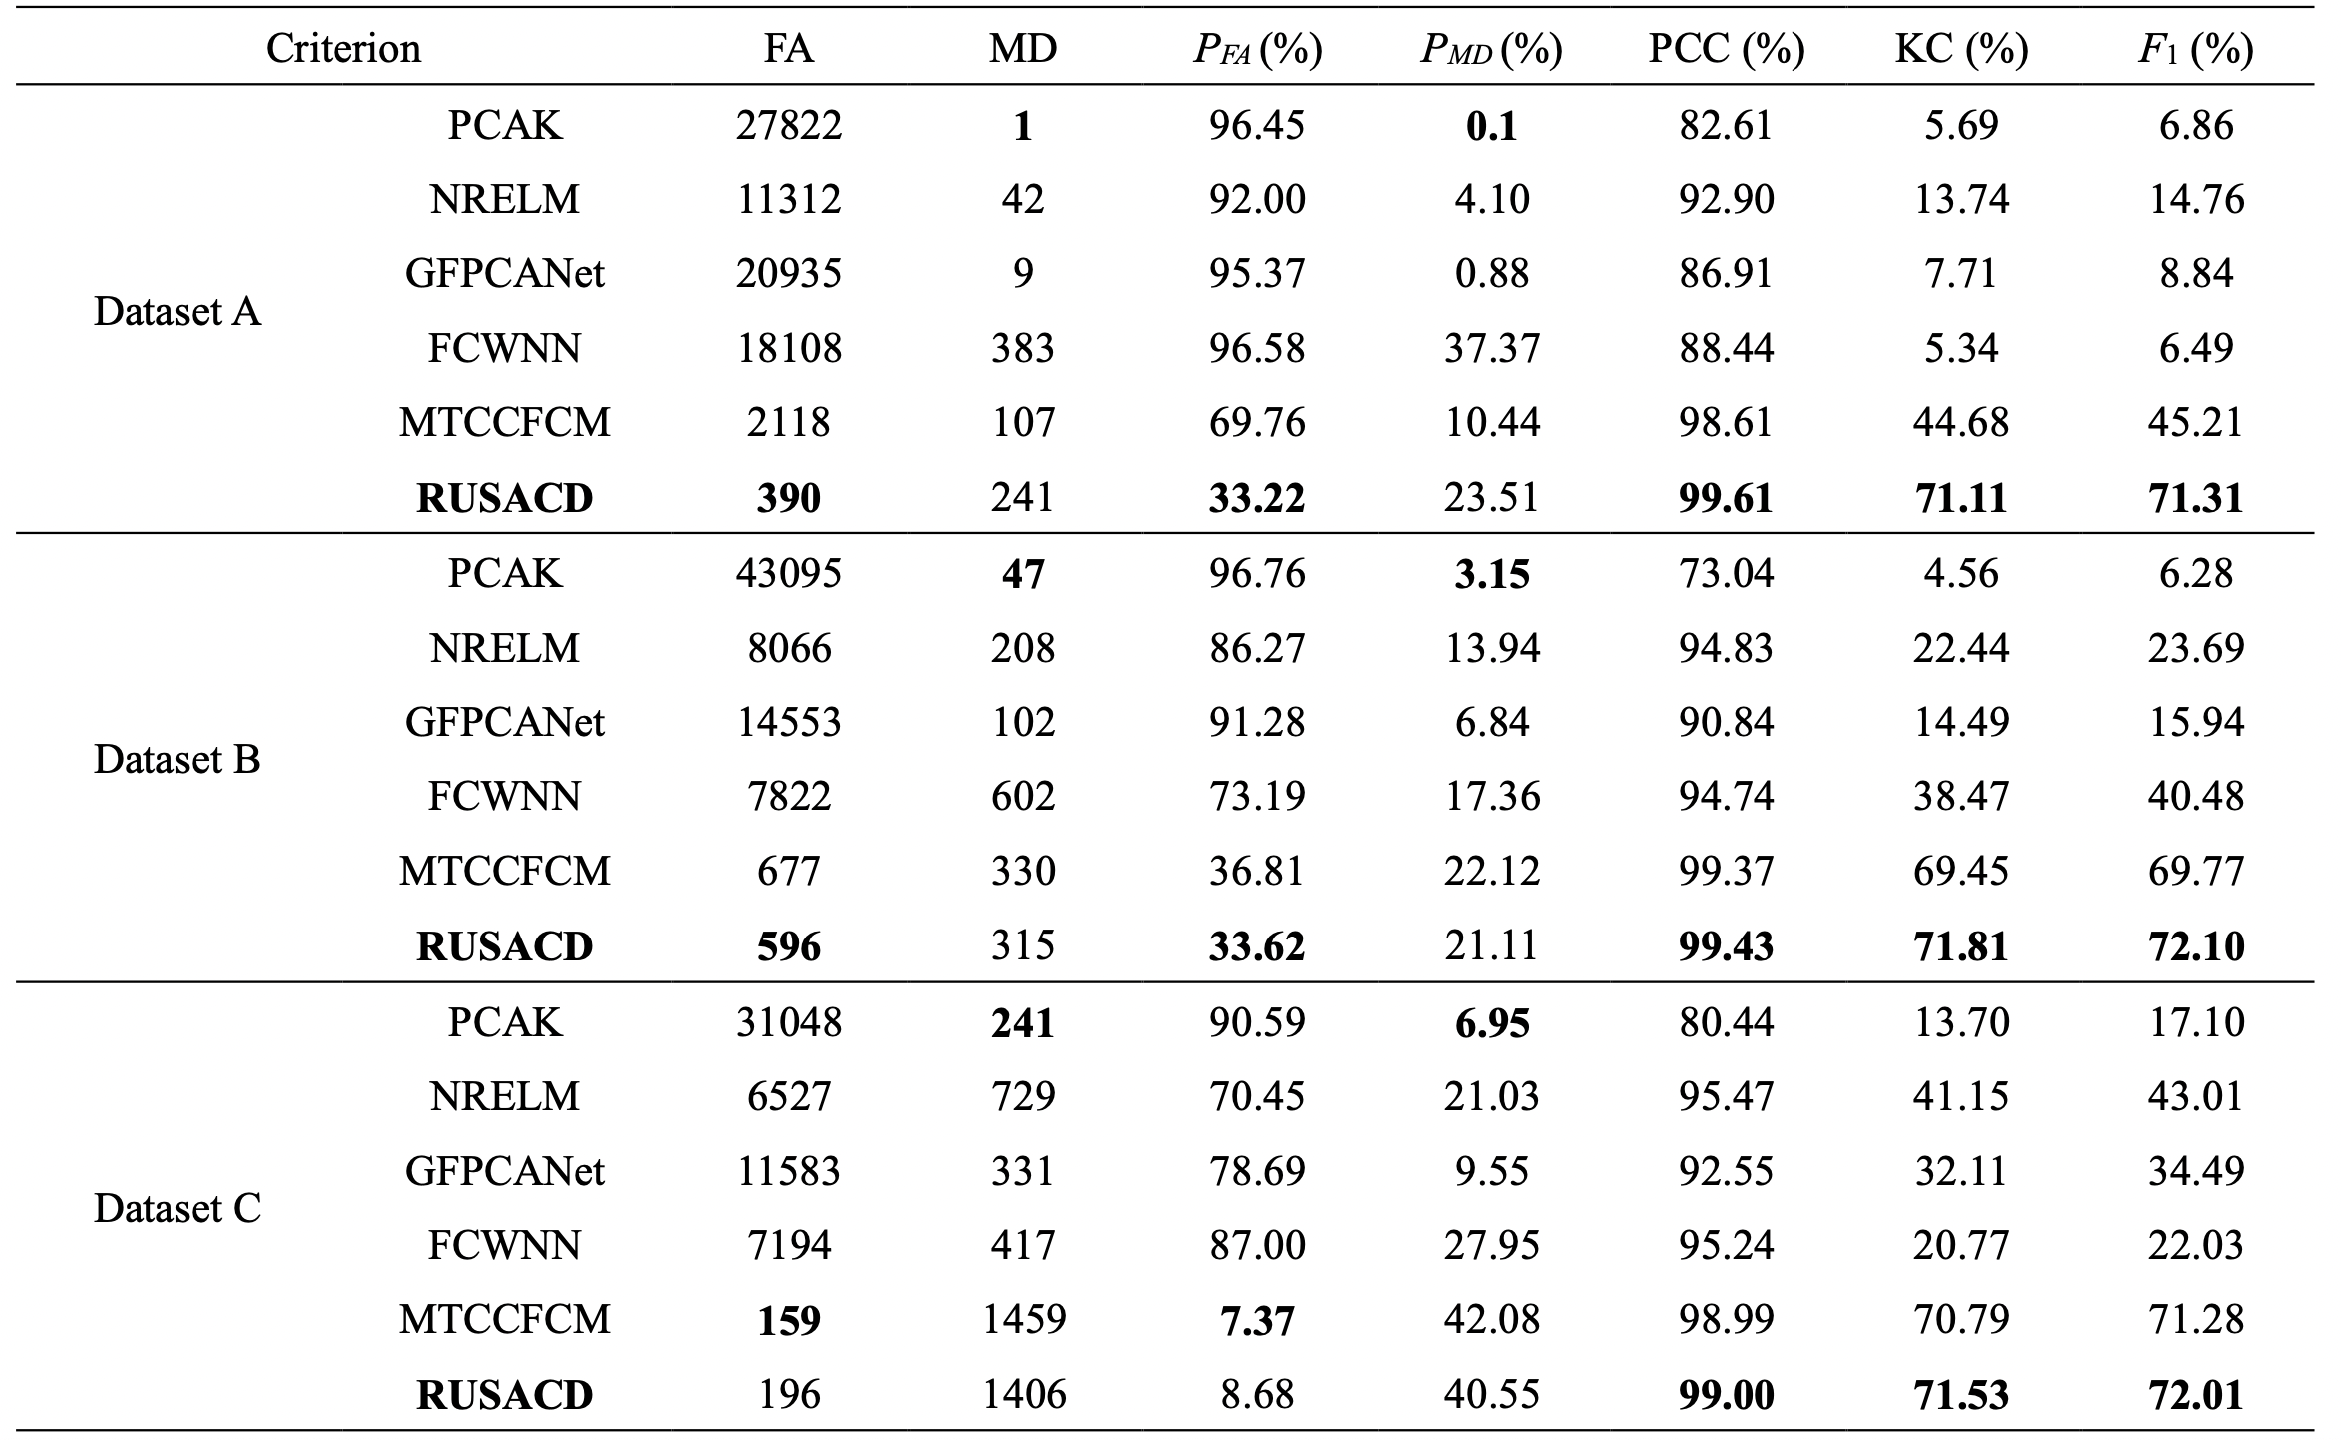 Criterion FA MD PFA (%) PMD (%) PCC (%) KC (%) F1 (%)
PCAK 27822 1 96.45 0.1 82.61 5.69 6.86
NRELM 11312 42 92.00 4.10 92.90 13.74 14.76
GFPCANet 20935 9 95.37 0.88 86.91 7.71 8.84
Dataset A
FCWNN 18108 383 96.58 37.37 88.44 5.34 6.49
MTCCFCM 2118 107 69.76 10.44 98.61 44.68 45.21
RUSACD 390 241 33.22 23.51 99.61 71.11 71.31
PCAK 43095 47 96.76 3.15 73.04 4.56 6.28
NRELM 8066 208 86.27 13.94 94.83 22.44 23.69
GFPCANet 14553 102 91.28 6.84 90.84 14.49 15.94
Dataset B
FCWNN 7822 602 73.19 17.36 94.74 38.47 40.48
MTCCFCM 677 330 36.81 22.12 99.37 69.45 69.77
RUSACD 596 315 33.62 21.11 99.43 71.81 72.10
PCAK 31048 241 90.59 6.95 80.44 13.70 17.10
NRELM 6527 729 70.45 21.03 95.47 41.15 43.01
GFPCANet 11583 331 78.69 9.55 92.55 32.11 34.49
Dataset C
FCWNN 7194 417 87.00 27.95 95.24 20.77 22.03
MTCCFCM 159 1459 7.37 42.08 98.99 70.79 71.28
RUSACD 196 1406 8.68 40.55 99.00 71.53 72.01